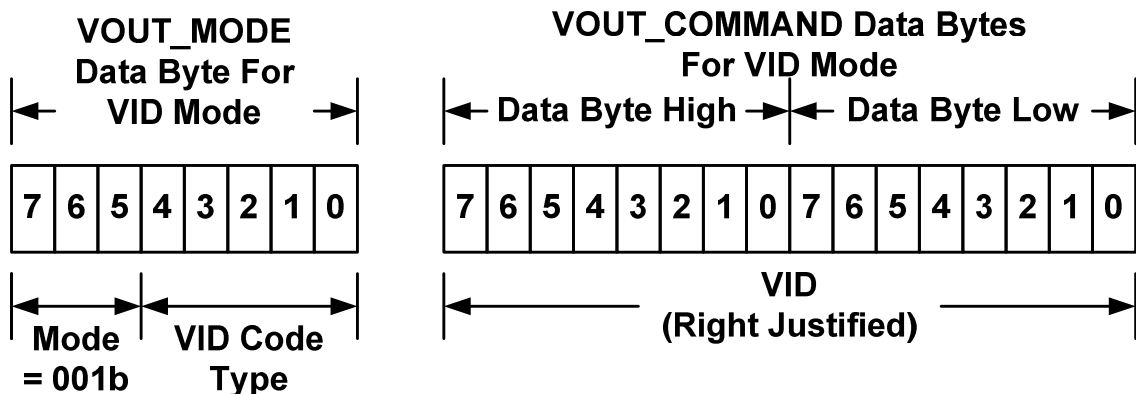 VOUT_MODE
Data Byte For
VID Mode
7 6 5 4 3 2 1 0
Mode
= 001b
VID Code
Type
VOUT_COMMAND Data Bytes
For VID Mode
Data Byte High
Data Byte Low
7 6 5 4 3 2 1 0 7 6 5 4 3 2 1 0
VID
(Right Justified)